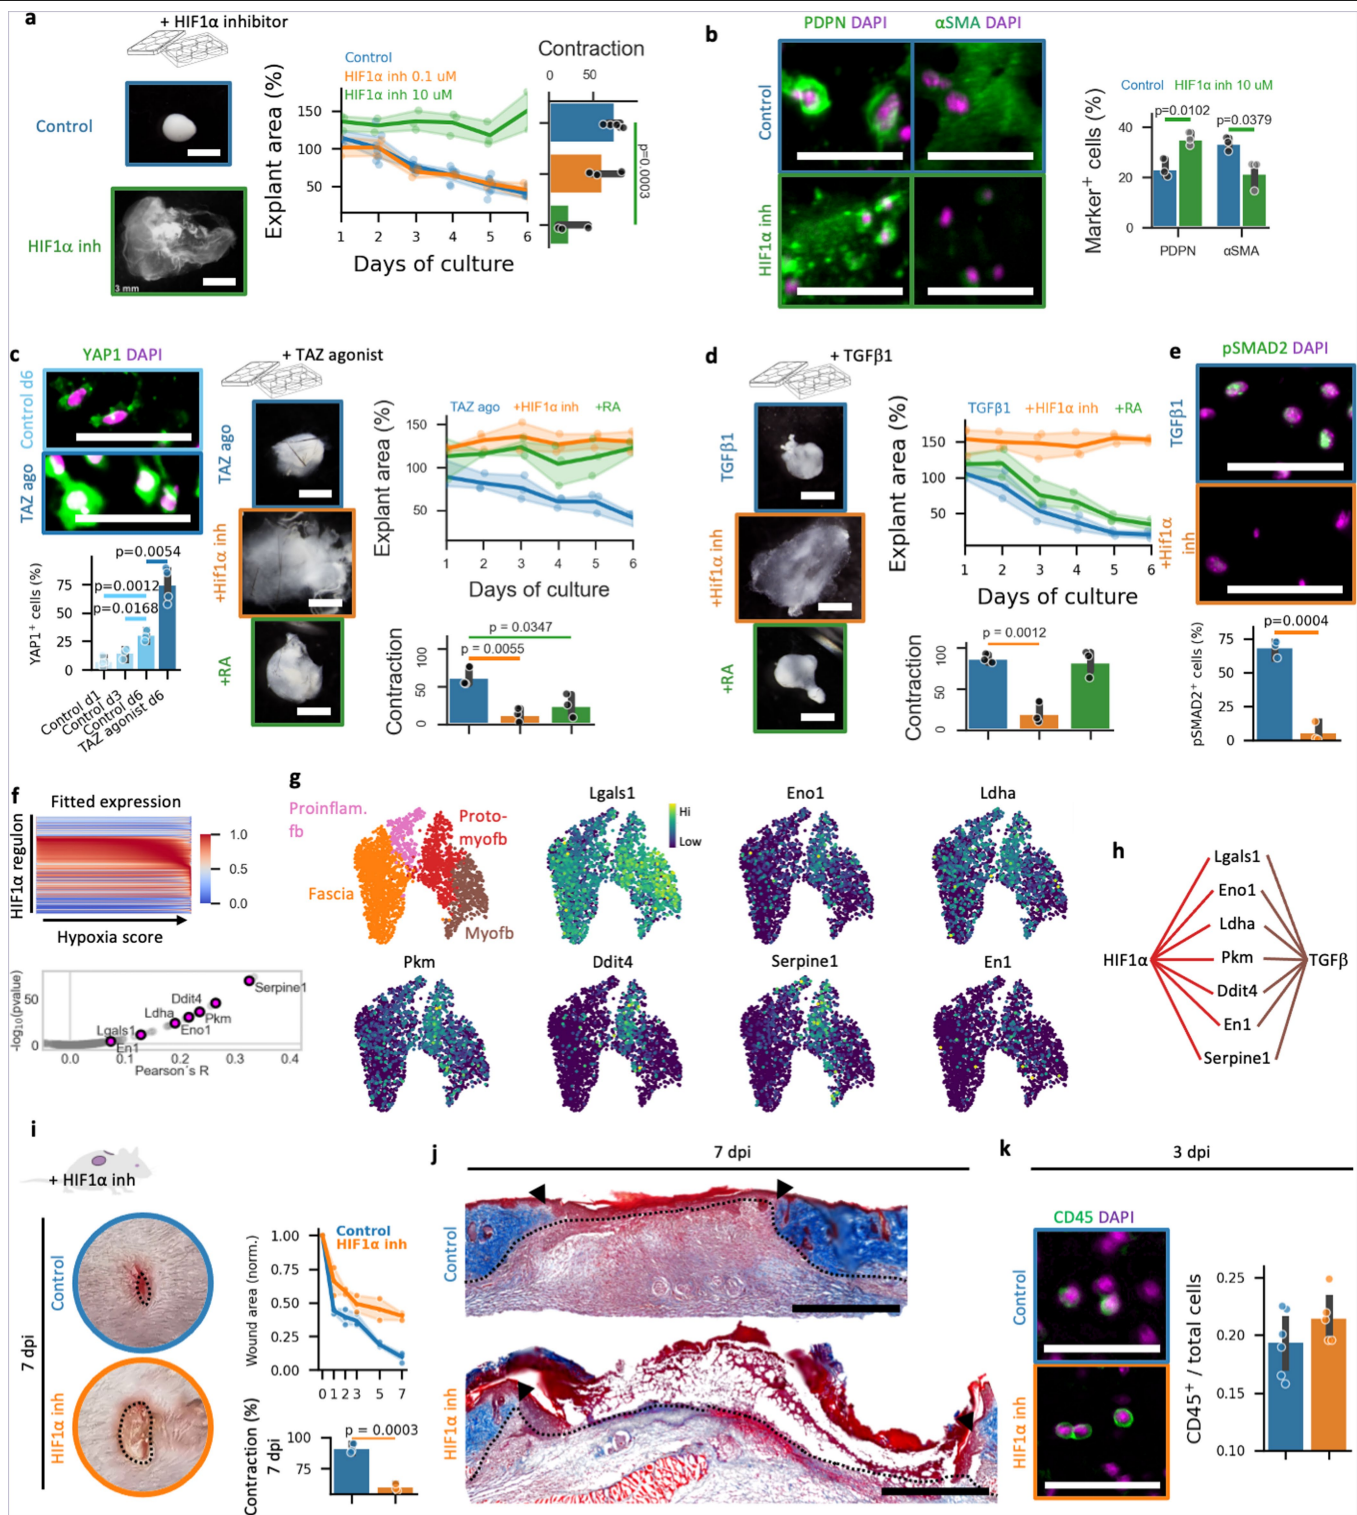 a
+ HIF1α inhibitor
Control
HIF1α inh
3 mm
Explant area (%)
Control
HIF1α inh 0.1 uM
HIF1α inh 10 uM
150
100
50
1 2 3 4 5 6
Days of culture
Contraction
0 50
p=0.0003
b
PDPN DAPI
αSMA DAPI
Control
HIF1α inh
Control HIF1α inh 10 uM
Marker+ cells (%)
p=0.0102
p=0.0379
40
20
0
PDPN αSMA
c
YAP1 DAPI
Control d6
TAZ ago
YAP1+ cells (%)
p=0.0054
p=0.0012
p=0.0168
75
50
25
0
Control d1
Control d3
Control d6
TAZ agonist d6
+ TAZ agonist
TAZ ago
+Hif1α inh
+RA
Explant area (%)
TAZ ago +HIF1α inh +RA
150
100
50
1 2 3 4 5 6
Days of culture
Contraction
p = 0.0347
p = 0.0055
100
50
0
d
+ TGFβ1
TGFβ1
+Hif1α inh
+RA
Explant area (%)
TGFβ1 +HIF1α inh +RA
150
100
50
1 2 3 4 5 6
Days of culture
Contraction
p = 0.0012
100
50
0
e
pSMAD2 DAPI
TGFβ1
+Hif1α
inh
pSMAD2+ cells (%)
p=0.0004
75
50
25
0
f
Fitted expression
HIF1α regulon
1.0
0.5
0.0
Hypoxia score
-log10(pvalue)
50
0
Serpine1
Ddit4
Pkm
Ldha
Eno1
Lgals1
En1
0.0 0.1 0.2 0.3 0.4
Pearson´s R
g
Proinflam.
fb
Proto-
myofb
Fascia
Myofb
Lgals1
Hi
Low
Eno1
Ldha
Pkm
Ddit4
Serpine1
En1
h
HIF1α
Lgals1
Eno1
Ldha
Pkm
Ddit4
En1
Serpine1
TGFβ
i
+ HIF1α inh
7 dpi
Control
HIF1α inh
Wound area (norm.)
Control
HIF1α inh
1.00
0.75
0.50
0.25
0.00
0 1 2 3 5 7
Contraction (%)
7 dpi
p = 0.0003
100
75
j
7 dpi
Control
HIF1α inh
k
3 dpi
CD45 DAPI
Control
HIF1α inh
CD45+ / total cells
0.25
0.20
0.15
0.10